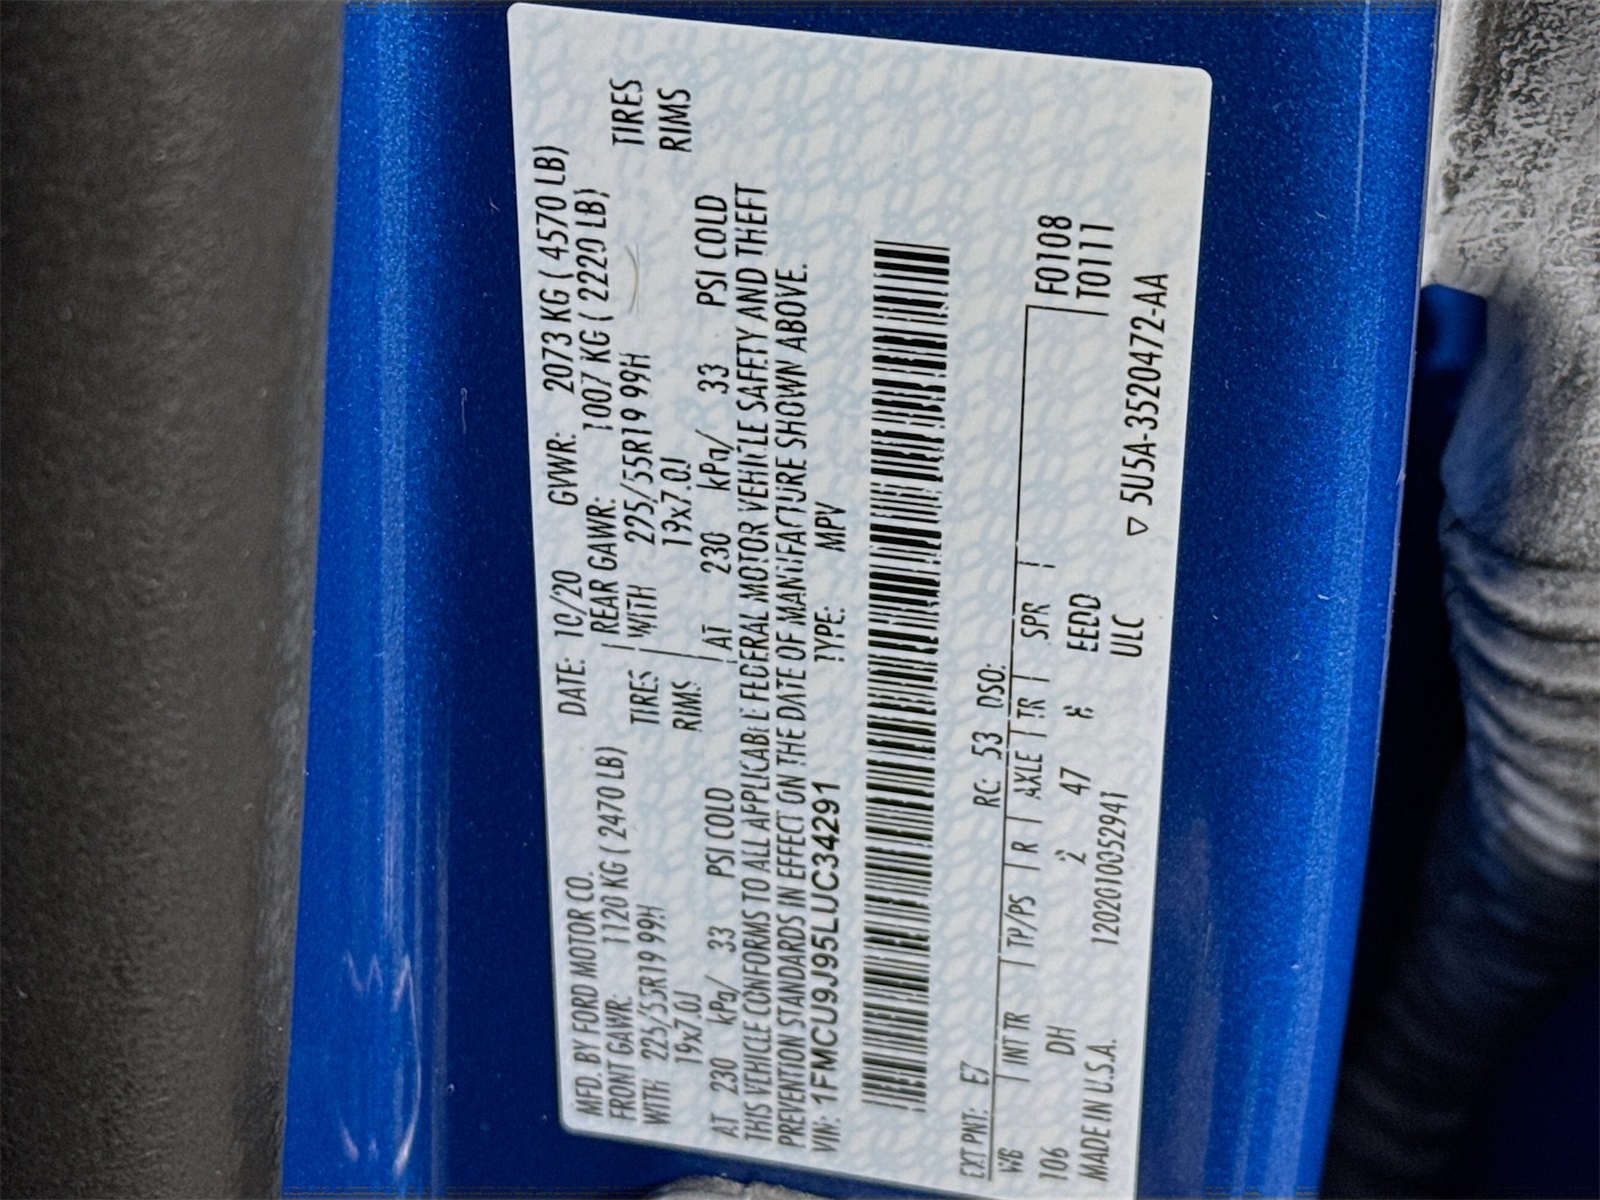 MFD. BY FORD MOTOR CO. DATE: 10/20 GVWR: 2073 KG ( 4570 LB)
FRONT GAWR: 1120 KG ( 2470 LB) REAR GAWR: 1007 KG ( 2220 LB)
WITH 225/55R19 99H TIRES WITH 225/55R19 99H TIRES
19x7.0J RIMS 19x7.0J RIMS
AT 230 kPa/ 33 PSI COLD AT 230 kPa/ 33 PSI COLD
THIS VEHICLE CONFORMS TO ALL APPLICABLE FEDERAL MOTOR VEHICLE SAFETY AND THEFT
PREVENTION STANDARDS IN EFFECT ON THE DATE OF MANUFACTURE SHOWN ABOVE.
VIN: 1FMCU9J95LUC34291 TYPE: MPV
EXT PNT: E7 RC: 53 DSO:
WB INT TR TP/PS R AXLE TR SPR F0108
106 DH 2 47 8 EEDD T0111
MADE IN U.S.A. 1202010052941 ULC
▽ 5U5A-3520472-AA